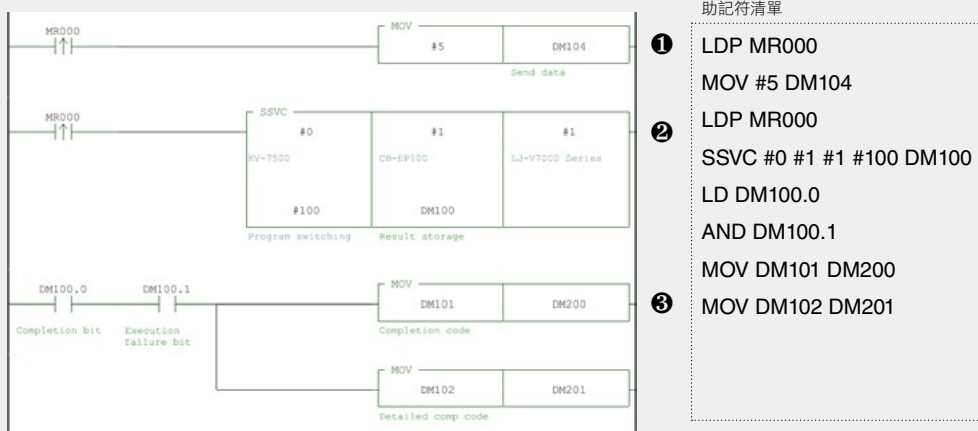 助記符清單
MR000
MOV
#5 DM104
Send data
❶
LDP MR000
MOV #5 DM104
MR000
SSVC
#0 #1 #1
KV-7500 CB-EP100 LJ-V7000 Series
#100 DM100
Program switching Result storage
❷
LDP MR000
SSVC #0 #1 #1 #100 DM100
LD DM100.0
AND DM100.1
MOV DM101 DM200
MOV DM102 DM201
DM100.0 DM100.1
Completion bit Execution
failure bit
MOV
DM101 DM200
Completion code
❸
MOV
DM102 DM201
Detailed comp code